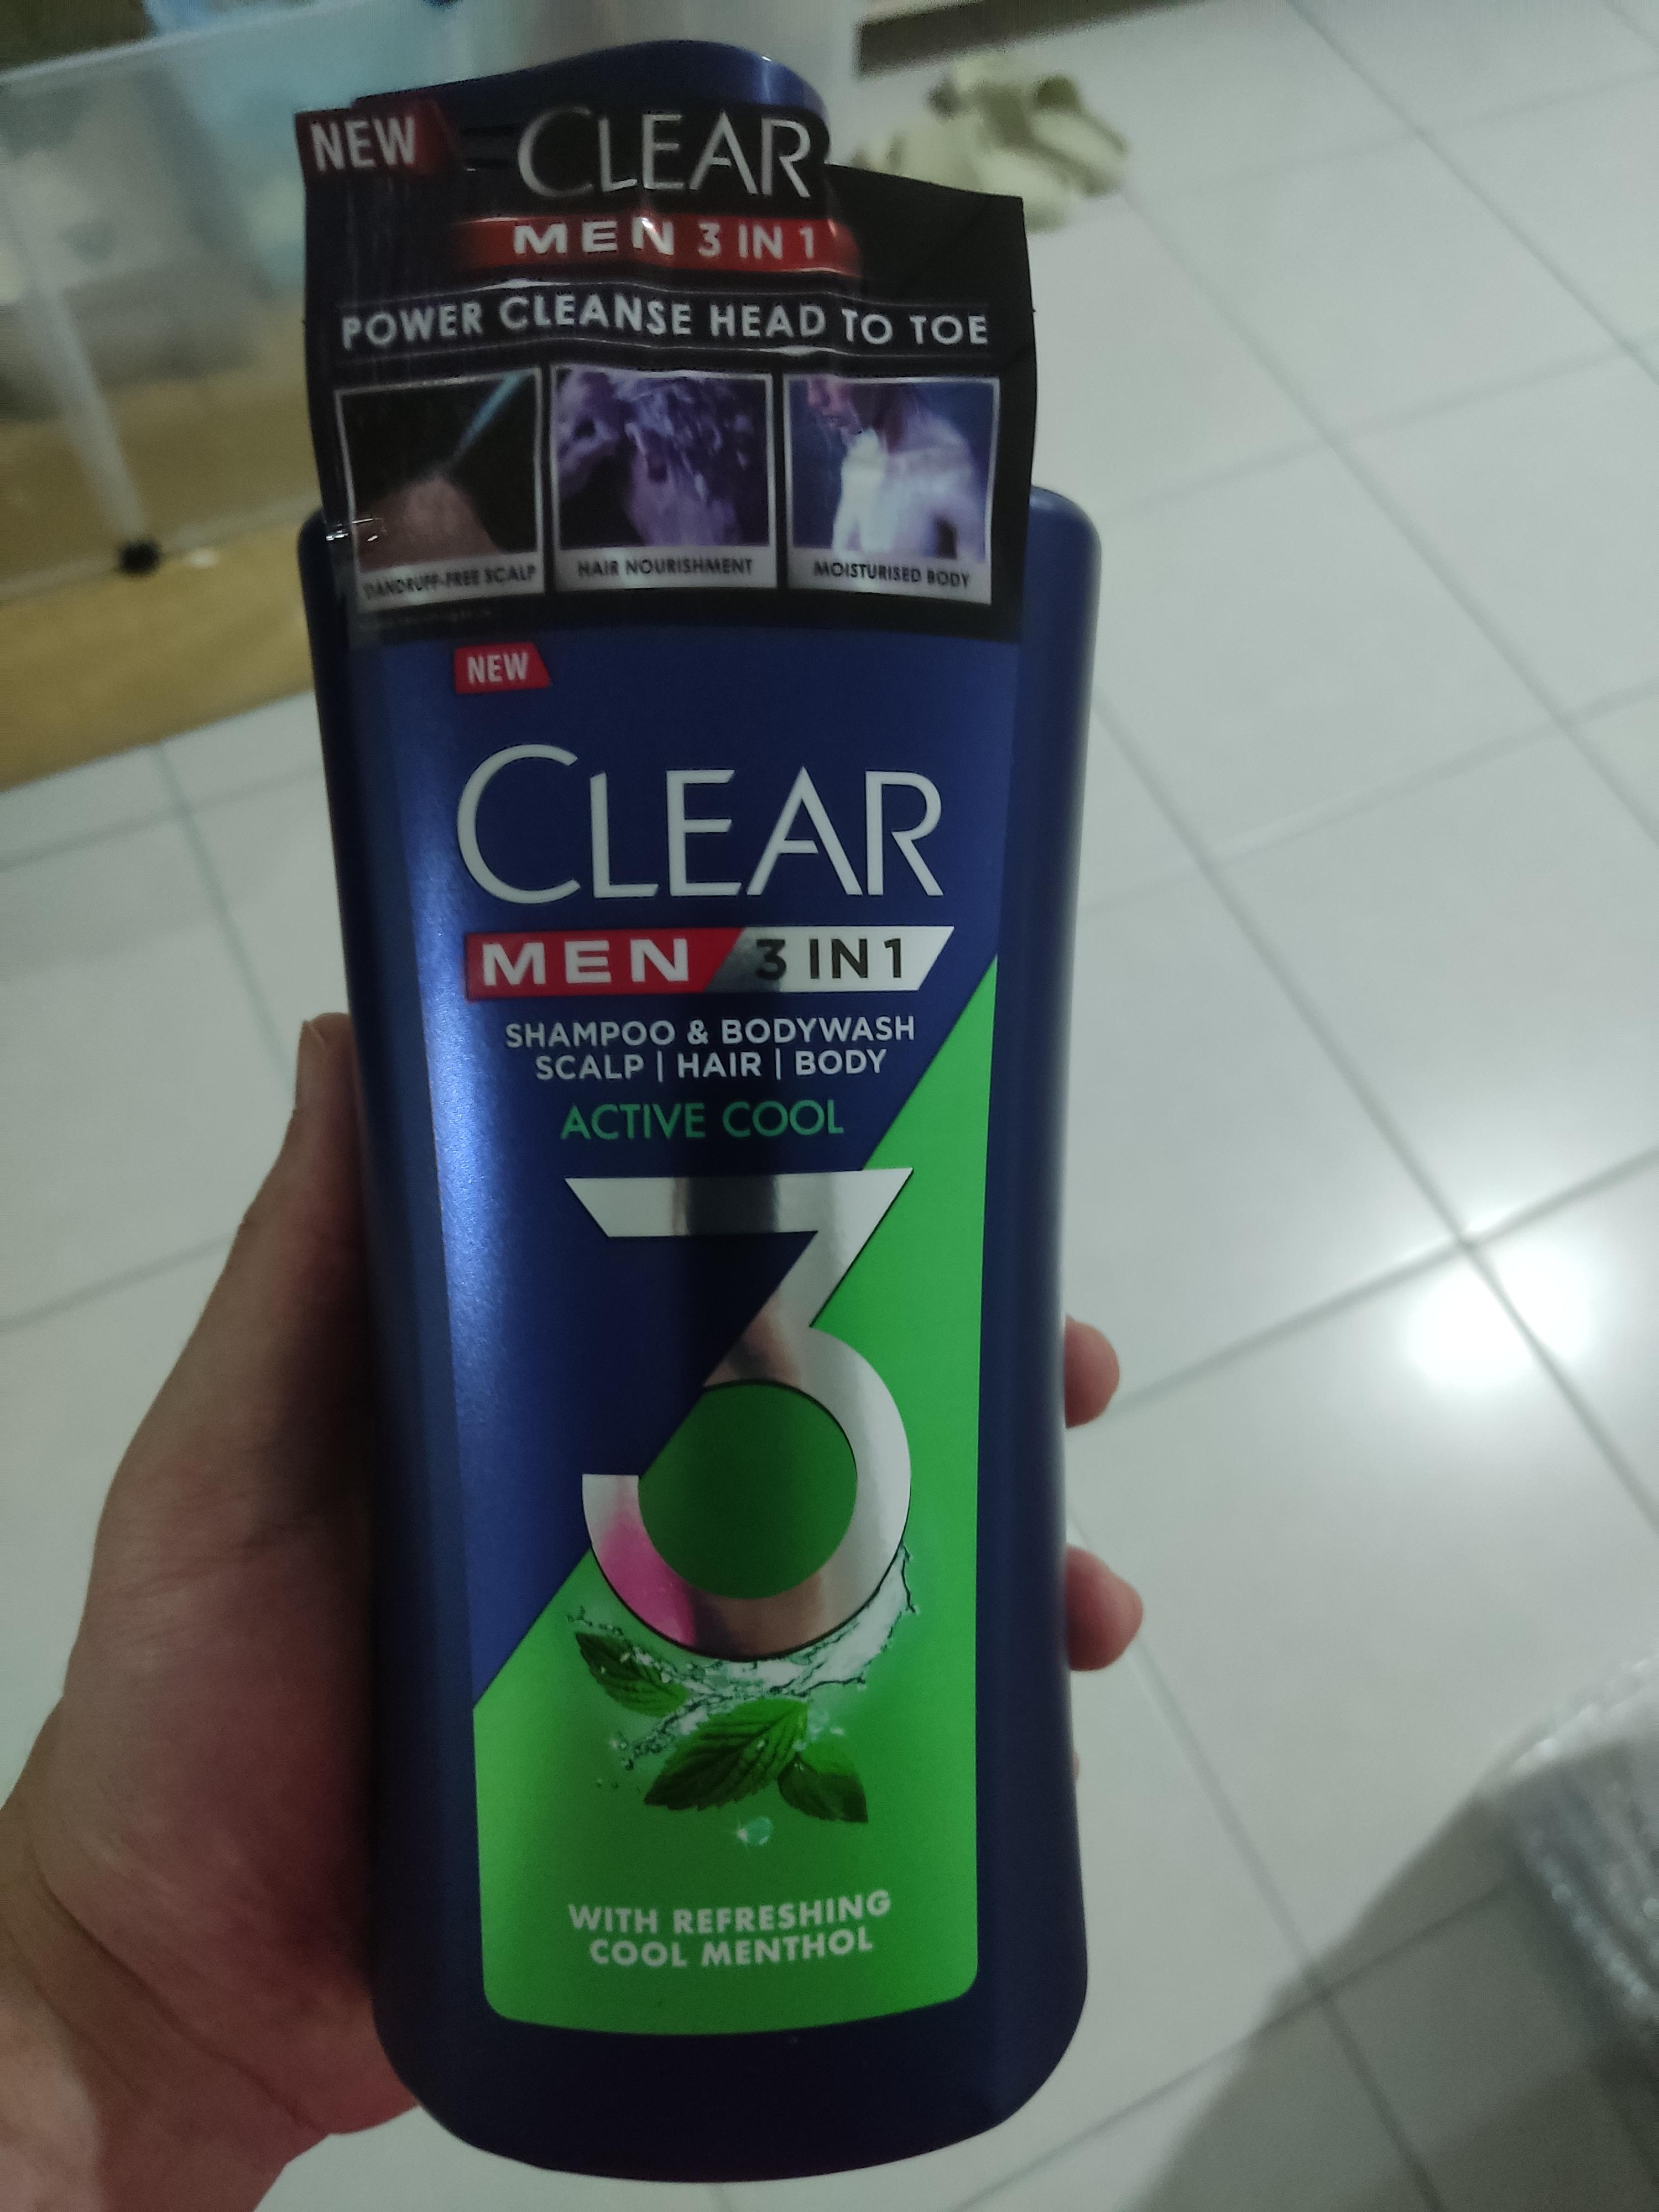 NEW
CLEAR
MEN 3 IN 1
POWER CLEANSE HEAD TO TOE
DANDRUFF-FREE SCALP
HAIR NOURISHMENT
MOISTURISED BODY
NEW
CLEAR
MEN 3 IN 1
SHAMPOO & BODYWASH
SCALP | HAIR | BODY
ACTIVE COOL
3
WITH REFRESHING
COOL MENTHOL